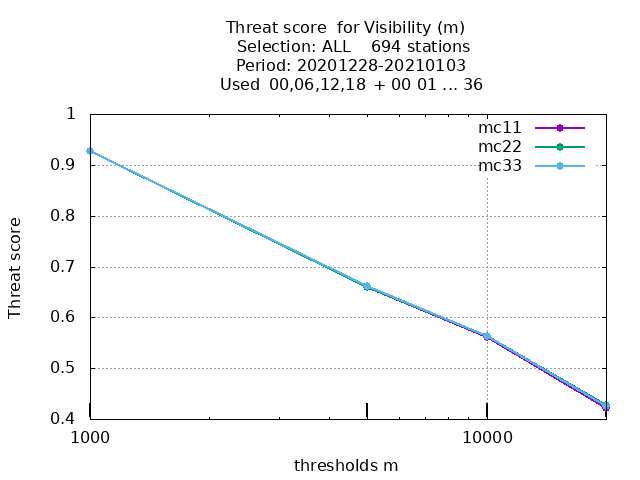 Threat score  for Visibility (m)
Selection: ALL    694 stations
Period: 20201228-20210103
Used  00,06,12,18  + 00 01 ... 36
1
0.9
0.8
0.7
0.6
0.5
0.4
Threat score
mc11
mc22
mc33
1000
10000
thresholds m